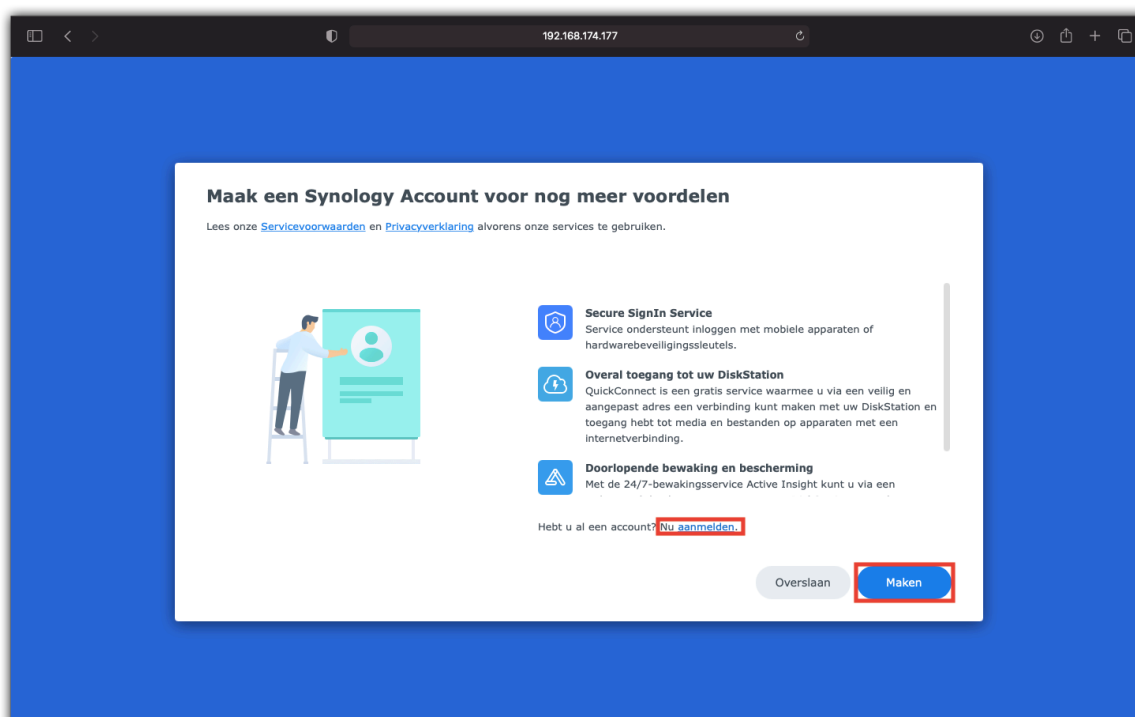 192.168.174.177
Maak een Synology Account voor nog meer voordelen
Lees onze Servicevoorwaarden en Privacyverklaring alvorens onze services te gebruiken.
Secure SignIn Service
Service ondersteunt inloggen met mobiele apparaten of
hardwarebeveiligingssleutels.
Overal toegang tot uw DiskStation
QuickConnect is een gratis service waarmee u via een veilig en
aangepast adres een verbinding kunt maken met uw DiskStation en
toegang hebt tot media en bestanden op apparaten met een
internetverbinding.
Doorlopende bewaking en bescherming
Met de 24/7-bewakingsservice Active Insight kunt u via een
Hebt u al een account? Nu aanmelden.
Overslaan
Maken